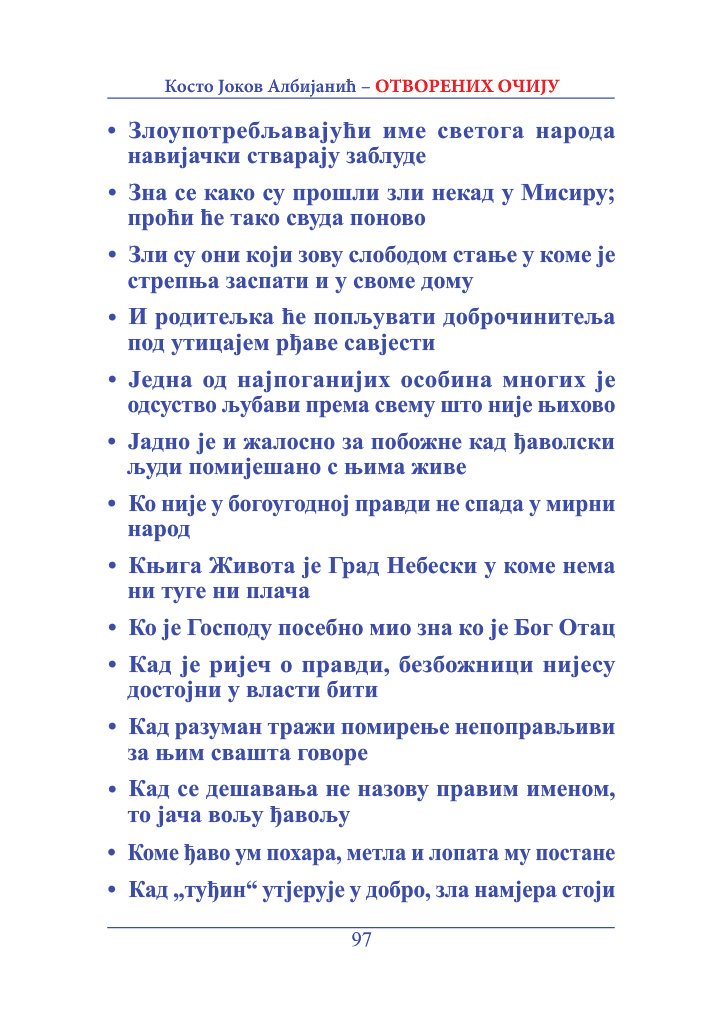 Косто Јоков Албијанић – ОТВОРЕНИХ ОЧИЈУ
• Злоупотребљавајући име светога народа
навијачки стварају заблуде
• Зна се како су прошли зли некад у Мисиру;
проћи ће тако свуда поново
• Зли су они који зову слободом стање у коме је
стрепња заспати и у своме дому
• И родитељка ће попљувати доброчинитеља
под утицајем рђаве савјести
• Једна од најпоганијих особина многих је
одсуство љубави према свему што није њихово
• Јадно је и жалосно за побожне кад ђаволски
људи помијешано с њима живе
• Ко није у богоугодној правди не спада у мирни
народ
• Књига Живота је Град Небески у коме нема
ни туге ни плача
• Ко је Господу посебно мио зна ко је Бог Отац
• Кад је ријеч о правди, безбожници нијесу
достојни у власти бити
• Кад разуман тражи помирење непоправљиви
за њим свашта говоре
• Кад се дешавања не назову правим именом,
то јача вољу ђавољу
• Коме ђаво ум похара, метла и лопата му постане
• Кад „туђин“ утјерује у добро, зла намјера стоји
97